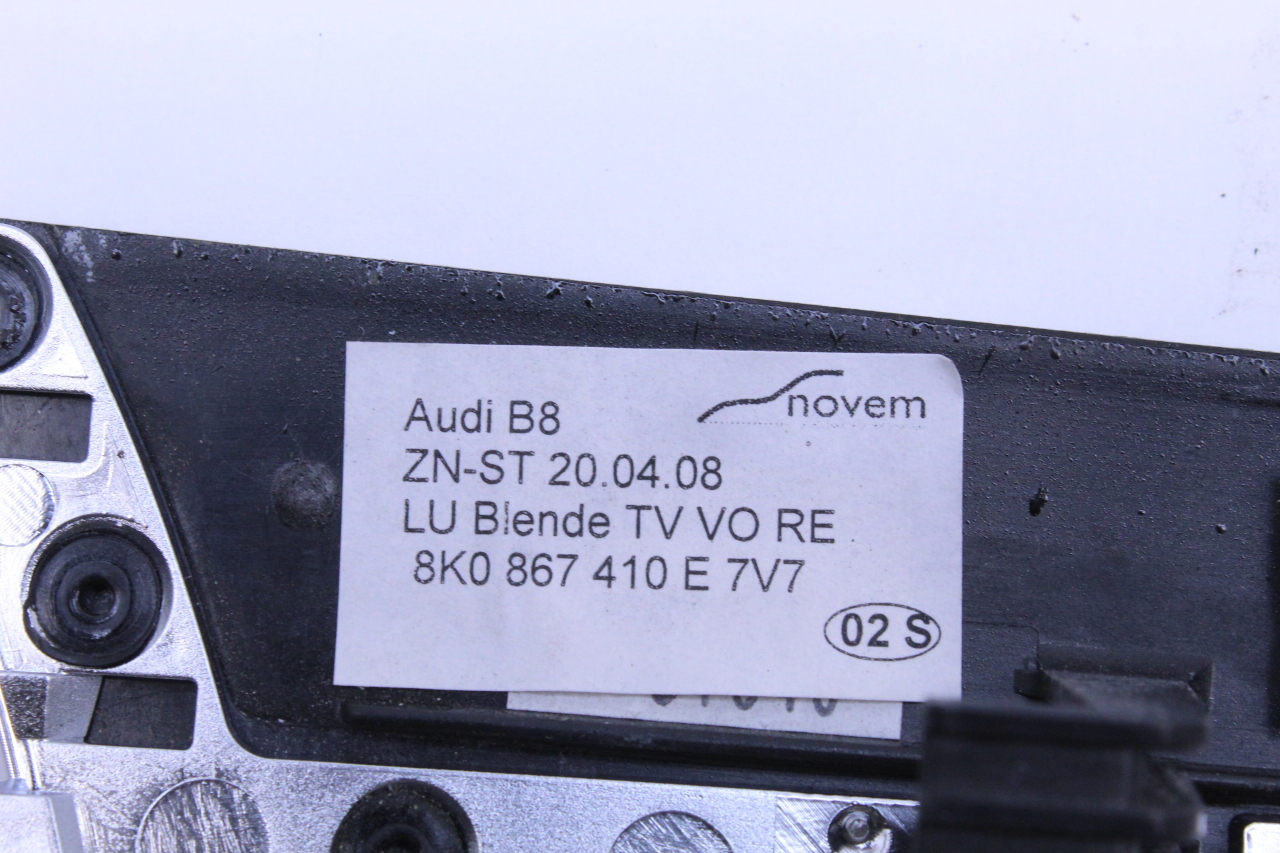 Audi B8
novem
ZN-ST 20.04.08
LU Blende TV VO RE
8K0 867 410 E 7V7
02 S